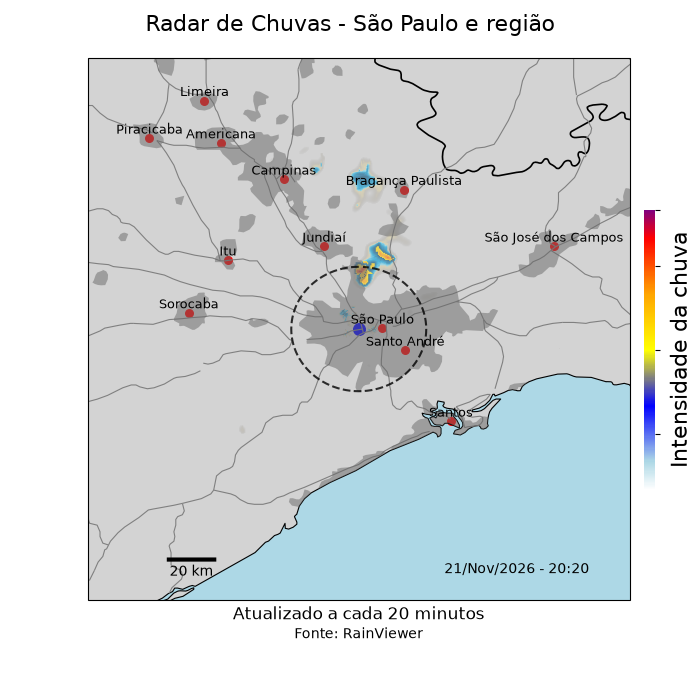 Radar de Chuvas - São Paulo e região
Limeira
Piracicaba
Americana
Campinas
Bragança Paulista
Jundiaí
São José dos Campos
Itu
Sorocaba
São Paulo
Santo André
Santos
Intensidade da chuva
20 km
21/Nov/2026 - 20:20
Atualizado a cada 20 minutos
Fonte: RainViewer